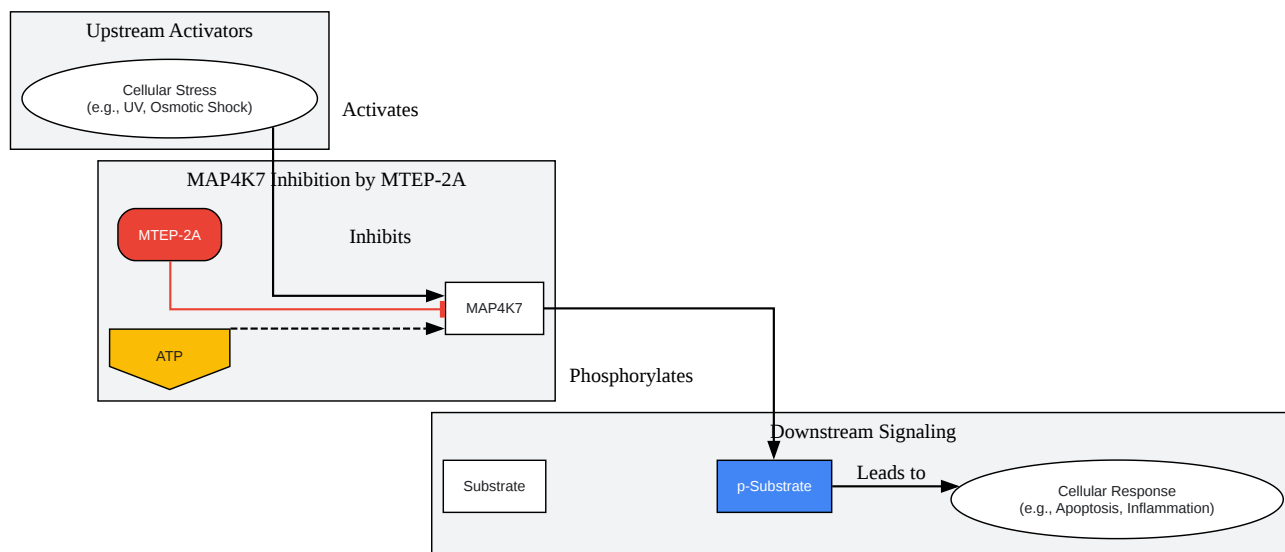 Upstream Activators
Cellular Stress
(e.g., UV, Osmotic Shock)
Activates
MAP4K7 Inhibition by MTEP-2A
MTEP-2A
Inhibits
MAP4K7
ATP
Phosphorylates
Downstream Signaling
Substrate
p-Substrate
Leads to
Cellular Response
(e.g., Apoptosis, Inflammation)